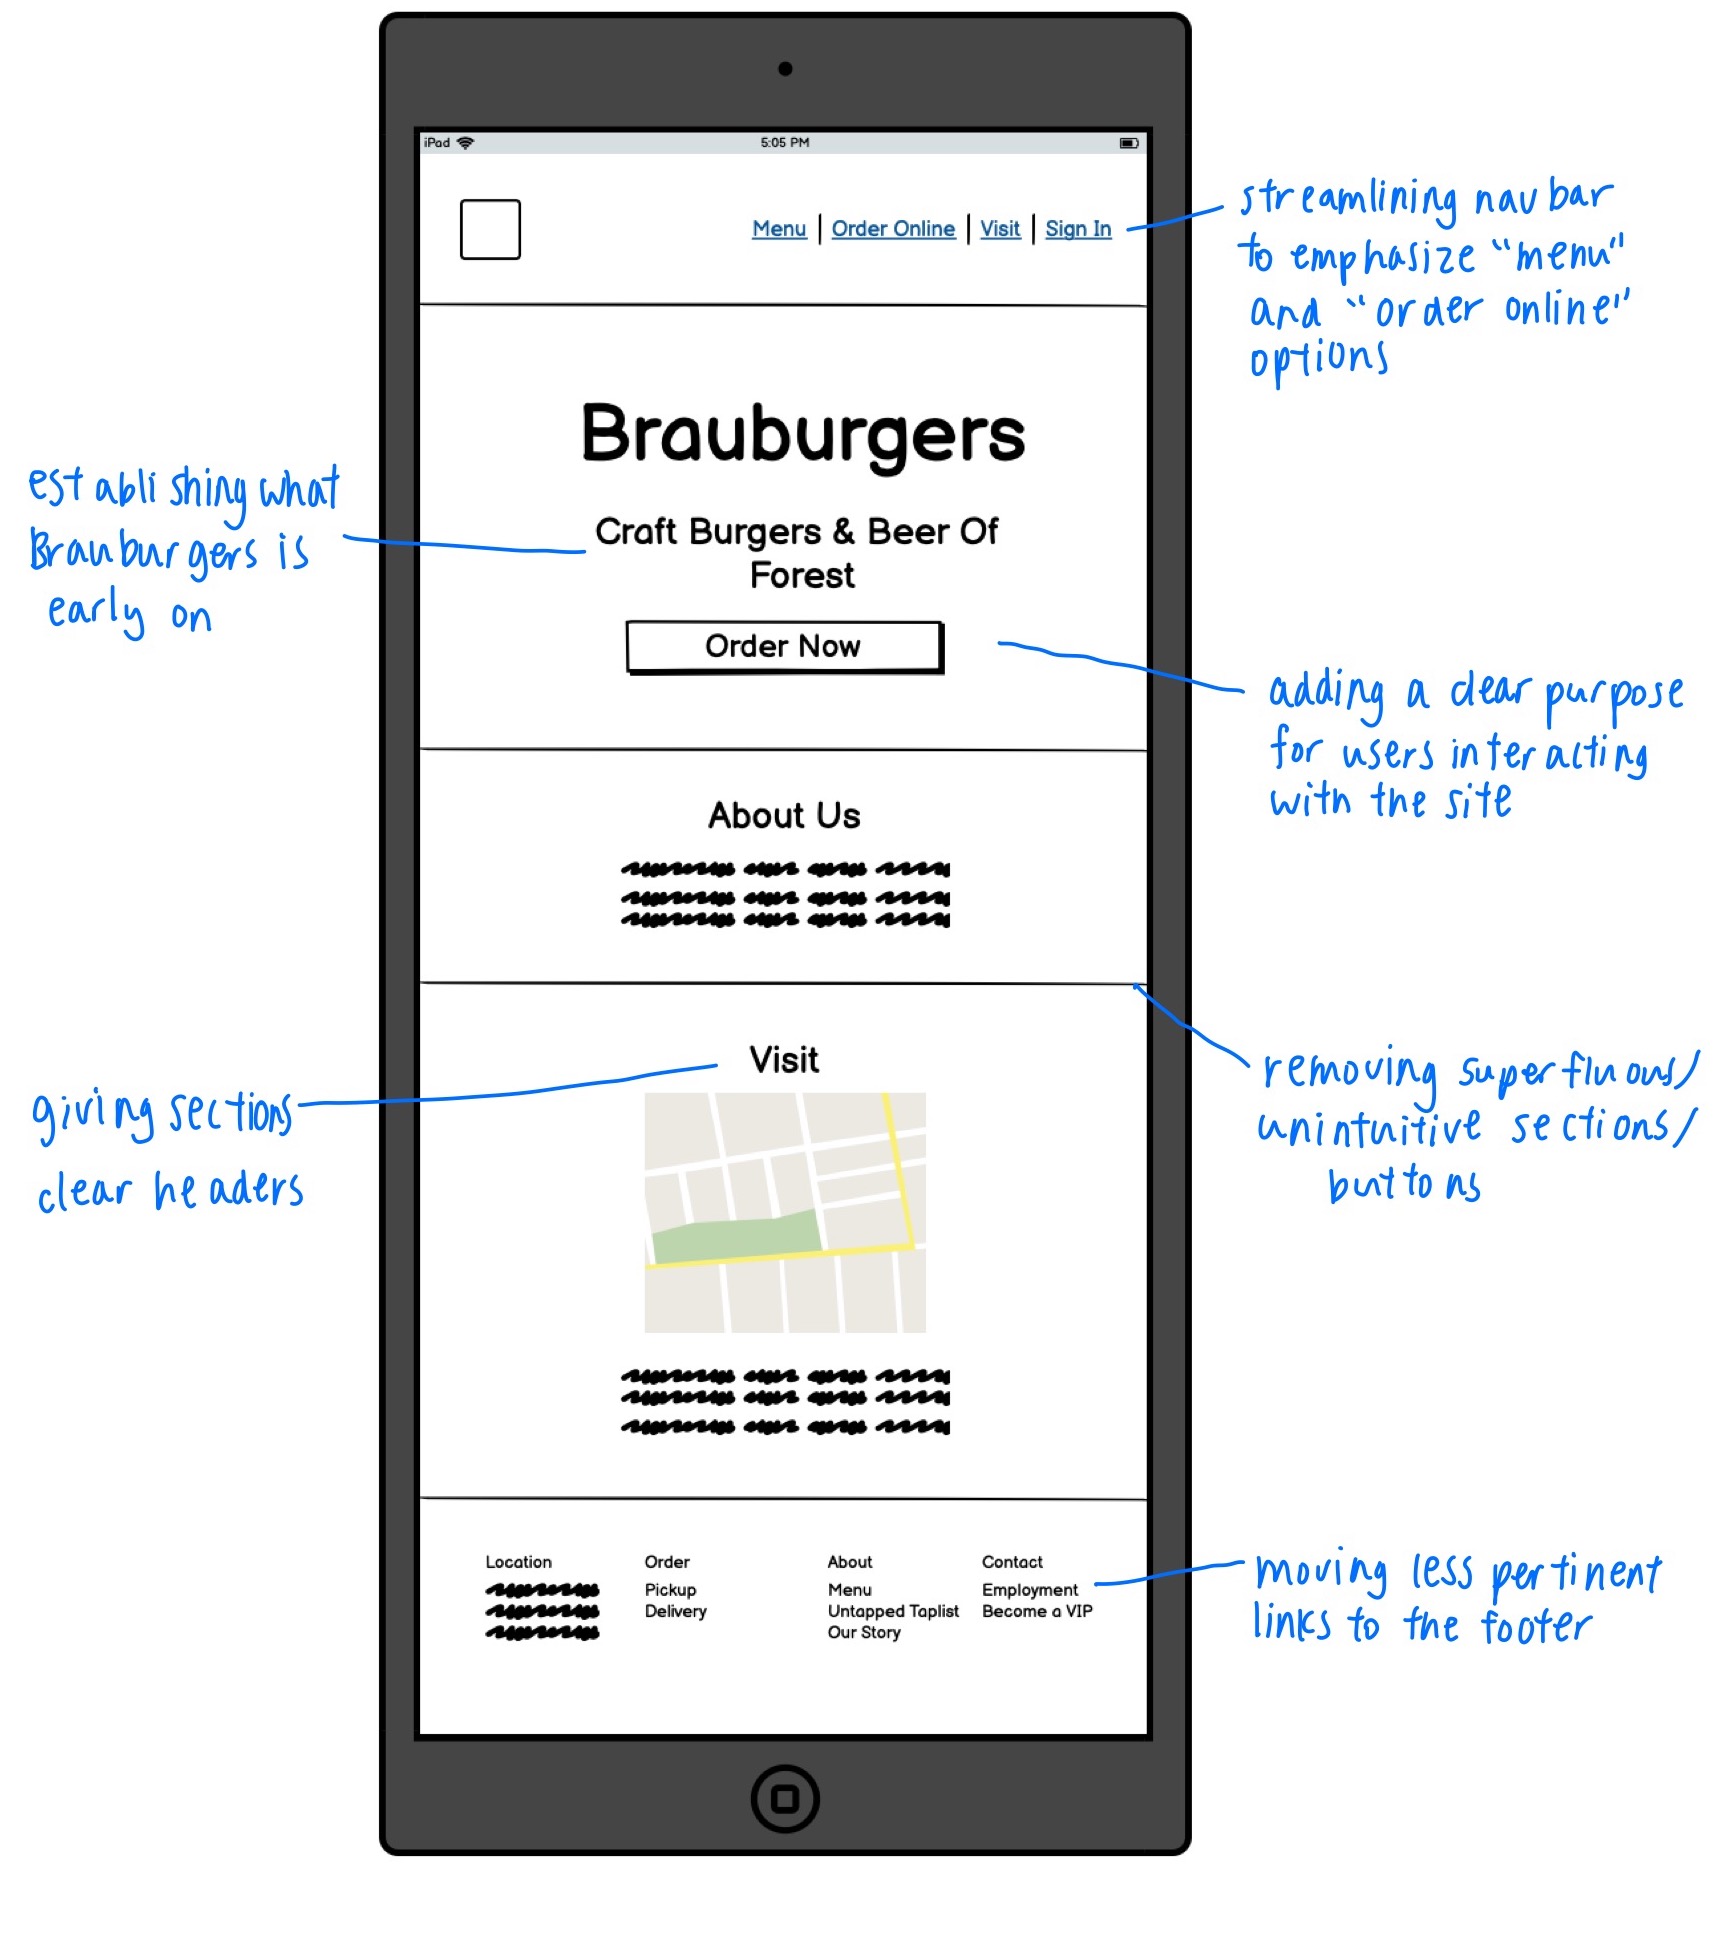 iPad
5:05 PM
Menu | Order Online | Visit | Sign In
streamlining navbar
to emphasize "menu"
and "order online"
options
Brauburgers
Craft Burgers & Beer Of
Forest
establishing what
Brauburgers is
early on
Order Now
adding a clear purpose
for users interacting
with the site
About Us
removing superfluous/
unintuitive sections/
buttons
Visit
giving sections
clear headers
Location
Order
Pickup
Delivery
About
Menu
Untapped Taplist
Our Story
Contact
Employment
Become a VIP
moving less pertinent
links to the footer